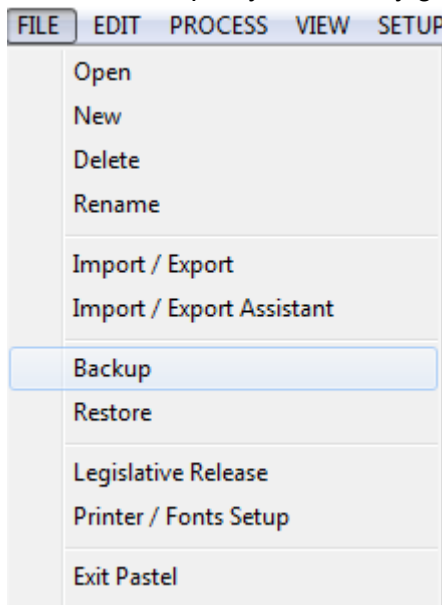 FILE EDIT PROCESS VIEW SETUP
Open
New
Delete
Rename
Import / Export
Import / Export Assistant
Backup
Restore
Legislative Release
Printer / Fonts Setup
Exit Pastel